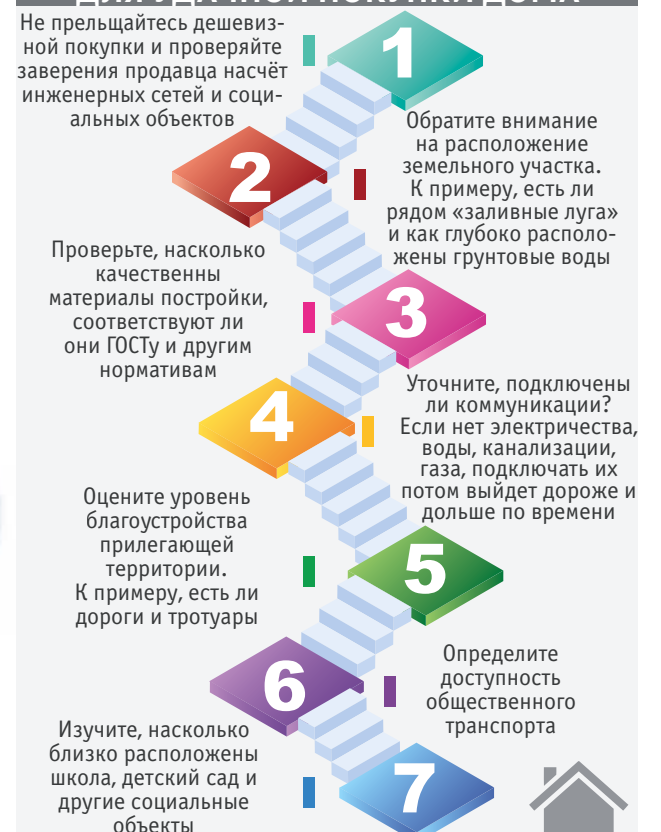 ДЛЯ УДАЧНОЙ ПОКУПКИ ДОМА
Не прельщайтесь дешевиз-
ной покупки и проверяйте
заверения продавца насчёт
инженерных сетей и соци-
альных объектов
1
Обратите внимание
на расположение
земельного участка.
К примеру, есть ли
рядом «заливные луга»
и как глубоко располо-
жены грунтовые воды
2
Проверьте, насколько
качественны
материалы постройки,
соответствуют ли
они ГОСТу и другим
нормативам
3
Уточните, подключены
ли коммуникации?
Если нет электричества,
воды, канализации,
газа, подключать их
потом выйдет дороже и
дольше по времени
4
Оцените уровень
благоустройства
прилегающей
территории.
К примеру, есть ли
дороги и тротуары
5
Определите
доступность
общественного
транспорта
6
Изучите, насколько
близко расположены
школа, детский сад и
другие социальные
объекты
7